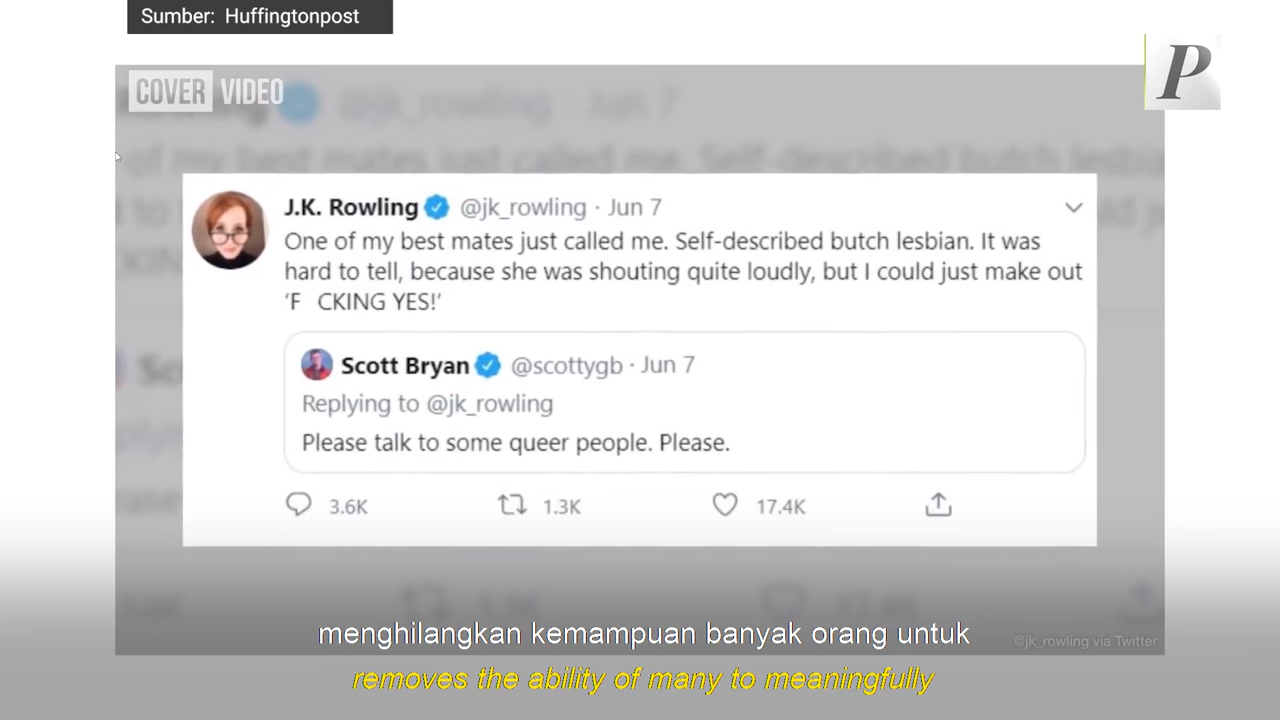 Sumber: Huffingtonpost
COVER VIDEO
P
J.K. Rowling @jk_rowling · Jun 7
One of my best mates just called me. Self-described butch lesbian. It was
hard to tell, because she was shouting quite loudly, but I could just make out
‘F CKING YES!’
Scott Bryan @scottygb · Jun 7
Replying to @jk_rowling
Please talk to some queer people. Please.
3.6K 1.3K 17.4K
menghilangkan kemampuan banyak orang untuk
@jk_rowling via Twitter
removes the ability of many to meaningfully